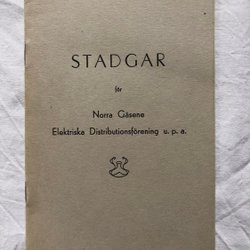 STADGAR
för
Norra Gäsene
Elektriska Distributionsförening u. p. a.